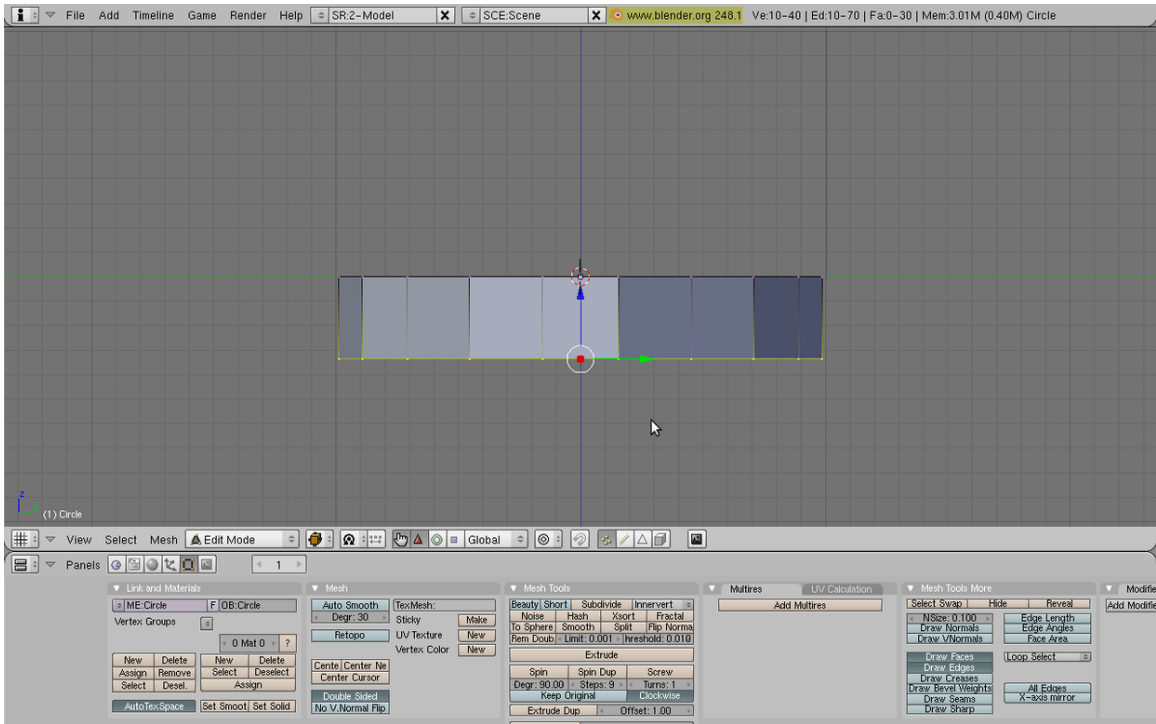 File Add Timeline Game Render Help SR:2-Model SCE:Scene www.blender.org 248.1 Ve:10-40 | Ed:10-70 | Fa:0-30 | Mem:3.01M (0.40M) Circle
z
y
(1) Circle
View Select Mesh Edit Mode Global
Panels 1
Link and Materials
ME:Circle F OB:Circle
Vertex Groups
0 Mat 0 ?
New Delete New Delete
Assign Remove Select Deselect
Select Desel. Assign
AutoTexSpace Set Smoot Set Solid
Mesh
Auto Smooth TexMesh:
Degr: 30 Sticky Make
Retopo UV Texture New
Vertex Color New
Cente Center Ne
Center Cursor
Double Sided
No V.Normal Flip
Mesh Tools
Beauty Short Subdivide Innervert
Noise Hash Xsort Fractal
To Sphere Smooth Split Flip Norma
Rem Doub Limit: 0.001 hreshold: 0.010
Extrude
Spin Spin Dup Screw
Degr: 90.00 Steps: 9 Turns: 1
Keep Original Clockwise
Extrude Dup Offset: 1.00
Multires UV Calculation
Add Multires
Mesh Tools More
Select Swap Hide Reveal
NSize: 0.100 Edge Length
Draw Normals Edge Angles
Draw VNormals Face Area
Draw Faces Loop Select
Draw Edges
Draw Creases
Draw Bevel Weights All Edges
Draw Seams X-axis mirror
Draw Sharp
Modifie
Add Modifie